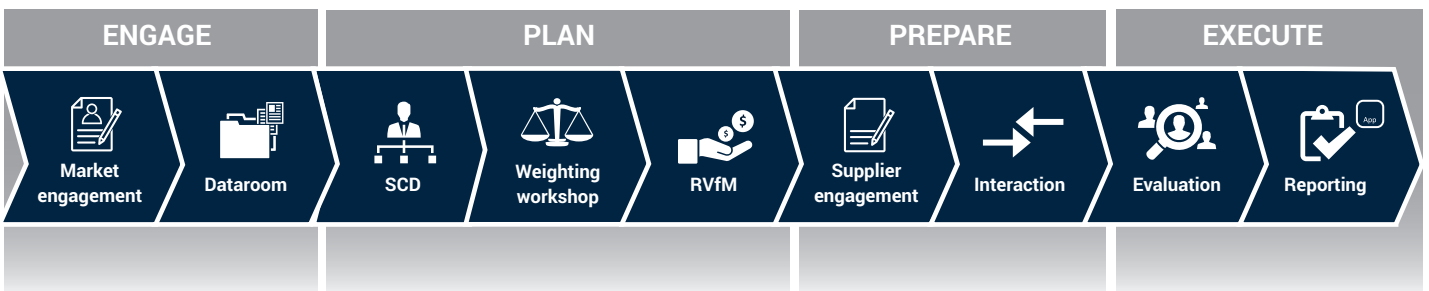 ENGAGE
PLAN
PREPARE
EXECUTE
Market
engagement
Dataroom
SCD
Weighting
workshop
RVfM
Supplier
engagement
Interaction
Evaluation
Reporting
App